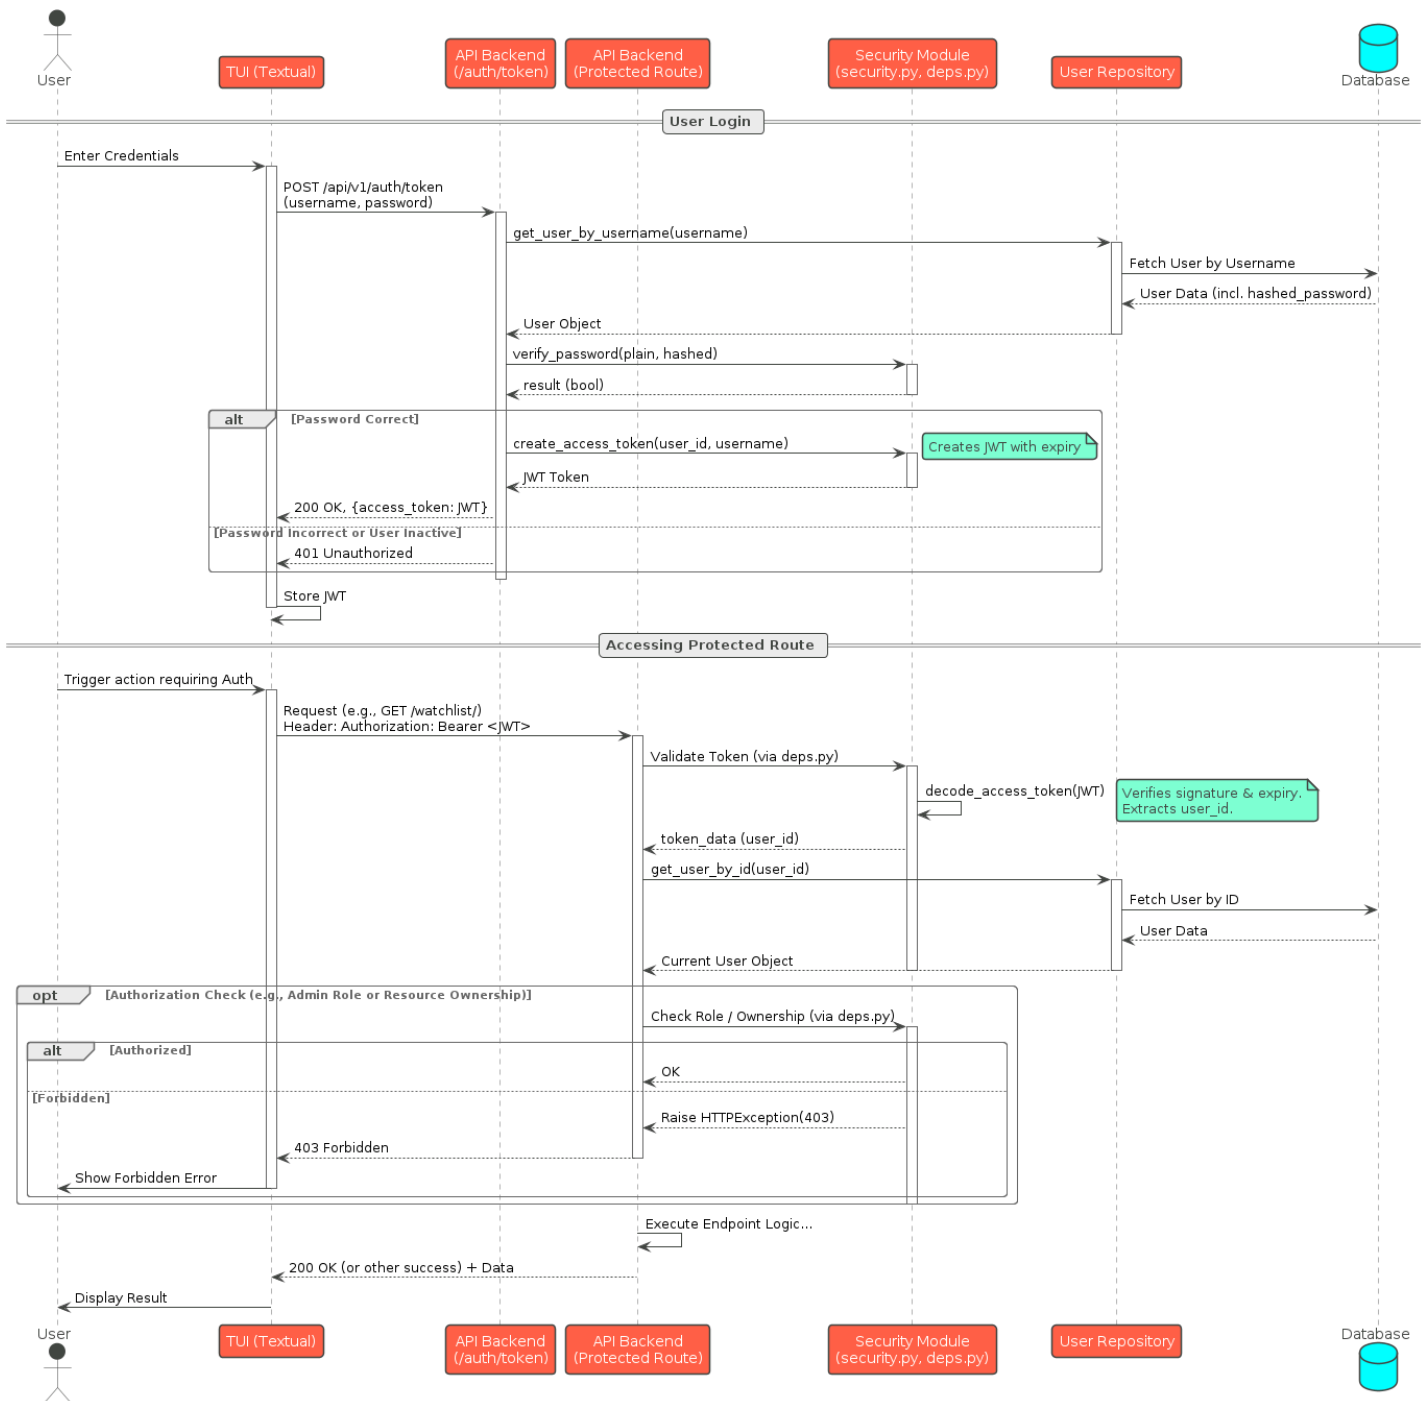 User
TUI (Textual)
API Backend
(/auth/token)
API Backend
(Protected Route)
Security Module
(security.py, deps.py)
User Repository
Database
User Login
Enter Credentials
POST /api/v1/auth/token
(username, password)
get_user_by_username(username)
Fetch User by Username
User Data (incl. hashed_password)
User Object
verify_password(plain, hashed)
result (bool)
alt
[Password Correct]
create_access_token(user_id, username)
Creates JWT with expiry
JWT Token
200 OK, {access_token: JWT}
[Password Incorrect or User Inactive]
401 Unauthorized
Store JWT
Accessing Protected Route
Trigger action requiring Auth
Request (e.g., GET /watchlist/)
Header: Authorization: Bearer <JWT>
Validate Token (via deps.py)
decode_access_token(JWT)
Verifies signature & expiry.
Extracts user_id.
token_data (user_id)
get_user_by_id(user_id)
Fetch User by ID
User Data
Current User Object
opt
[Authorization Check (e.g., Admin Role or Resource Ownership)]
Check Role / Ownership (via deps.py)
alt
[Authorized]
OK
[Forbidden]
Raise HTTPException(403)
403 Forbidden
Show Forbidden Error
Execute Endpoint Logic...
200 OK (or other success) + Data
Display Result
User
TUI (Textual)
API Backend
(/auth/token)
API Backend
(Protected Route)
Security Module
(security.py, deps.py)
User Repository
Database